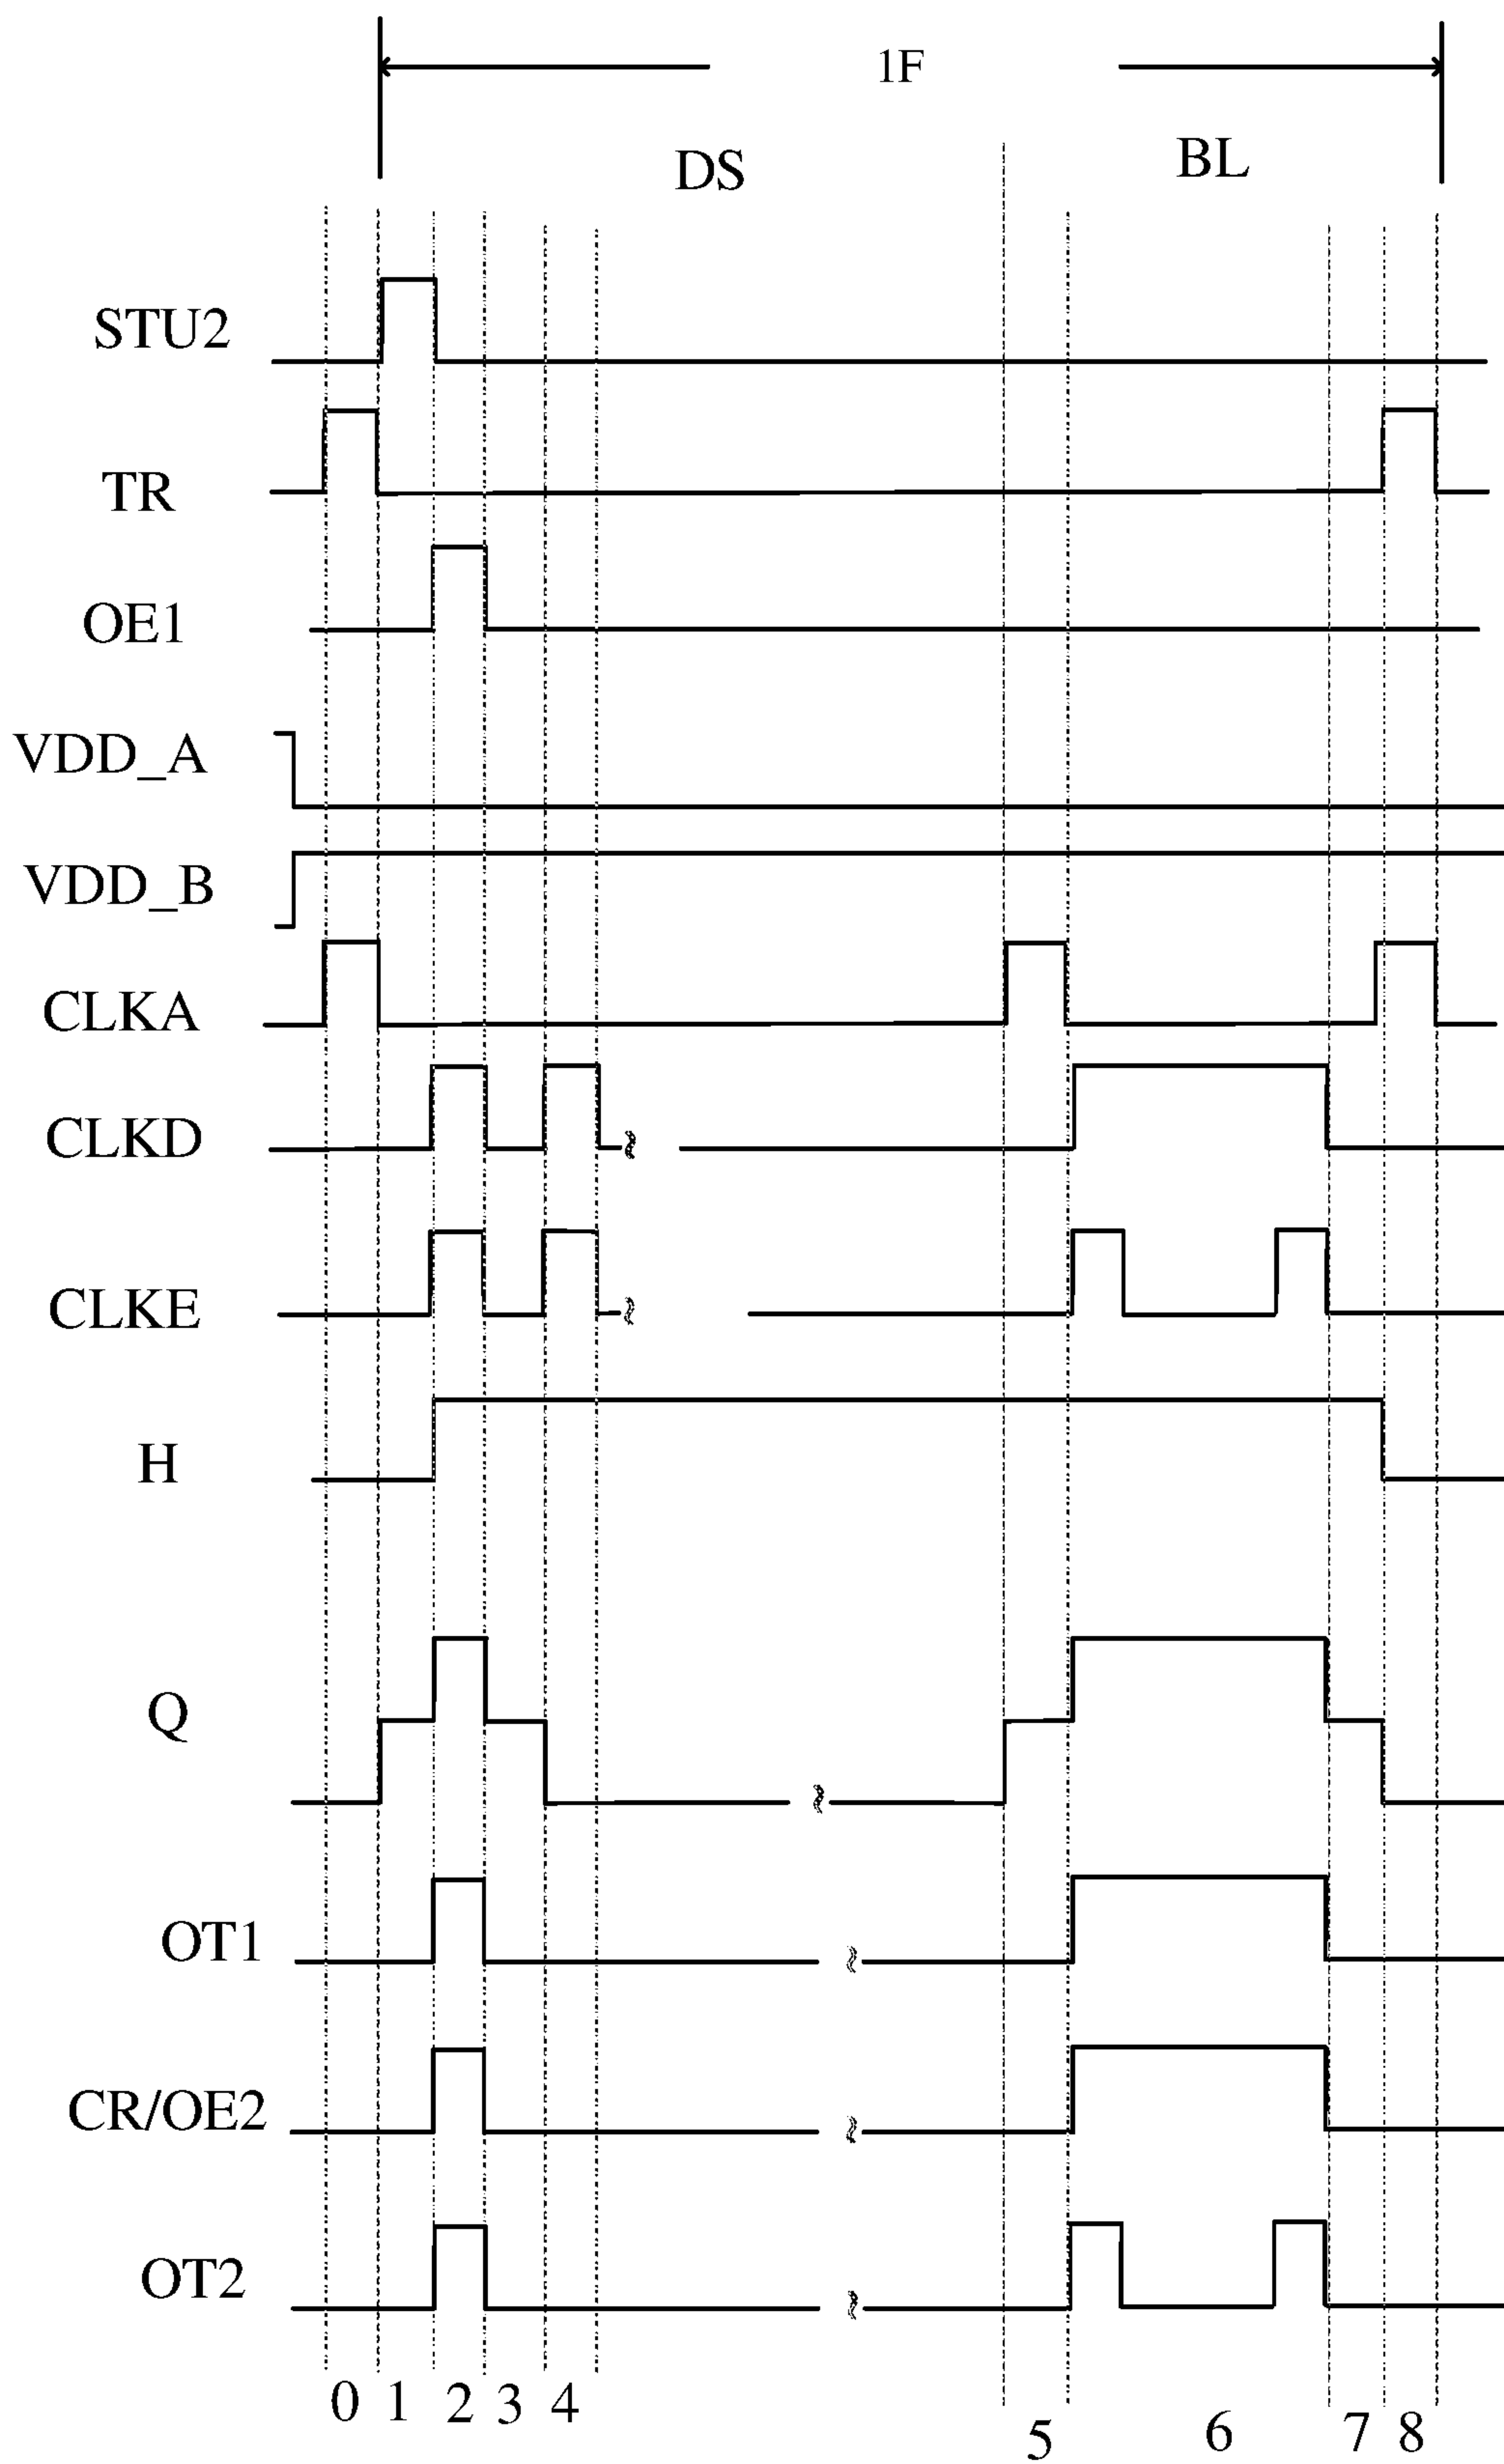 1F
DS
BL
STU2
TR
OE1
VDD_A
VDD_B
CLKA
CLKD
CLKE
H
Q
OT1
CR/OE2
OT2
0 1 2 3 4 5 6 7 8